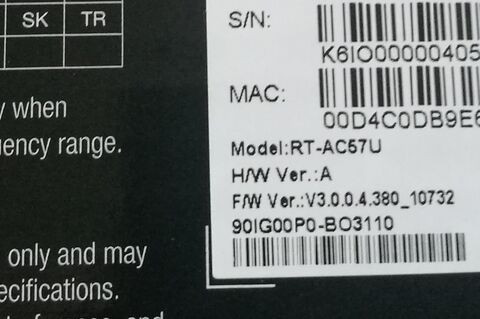 SK TR
y when
uency range.
only and may
ecifications.
S/N:
K6IO00000405
MAC:
00D4C0DB9E6
Model:RT-AC57U
H/W Ver.:A
F/W Ver.:V3.0.0.4.380_10732
90IG00P0-BO3110